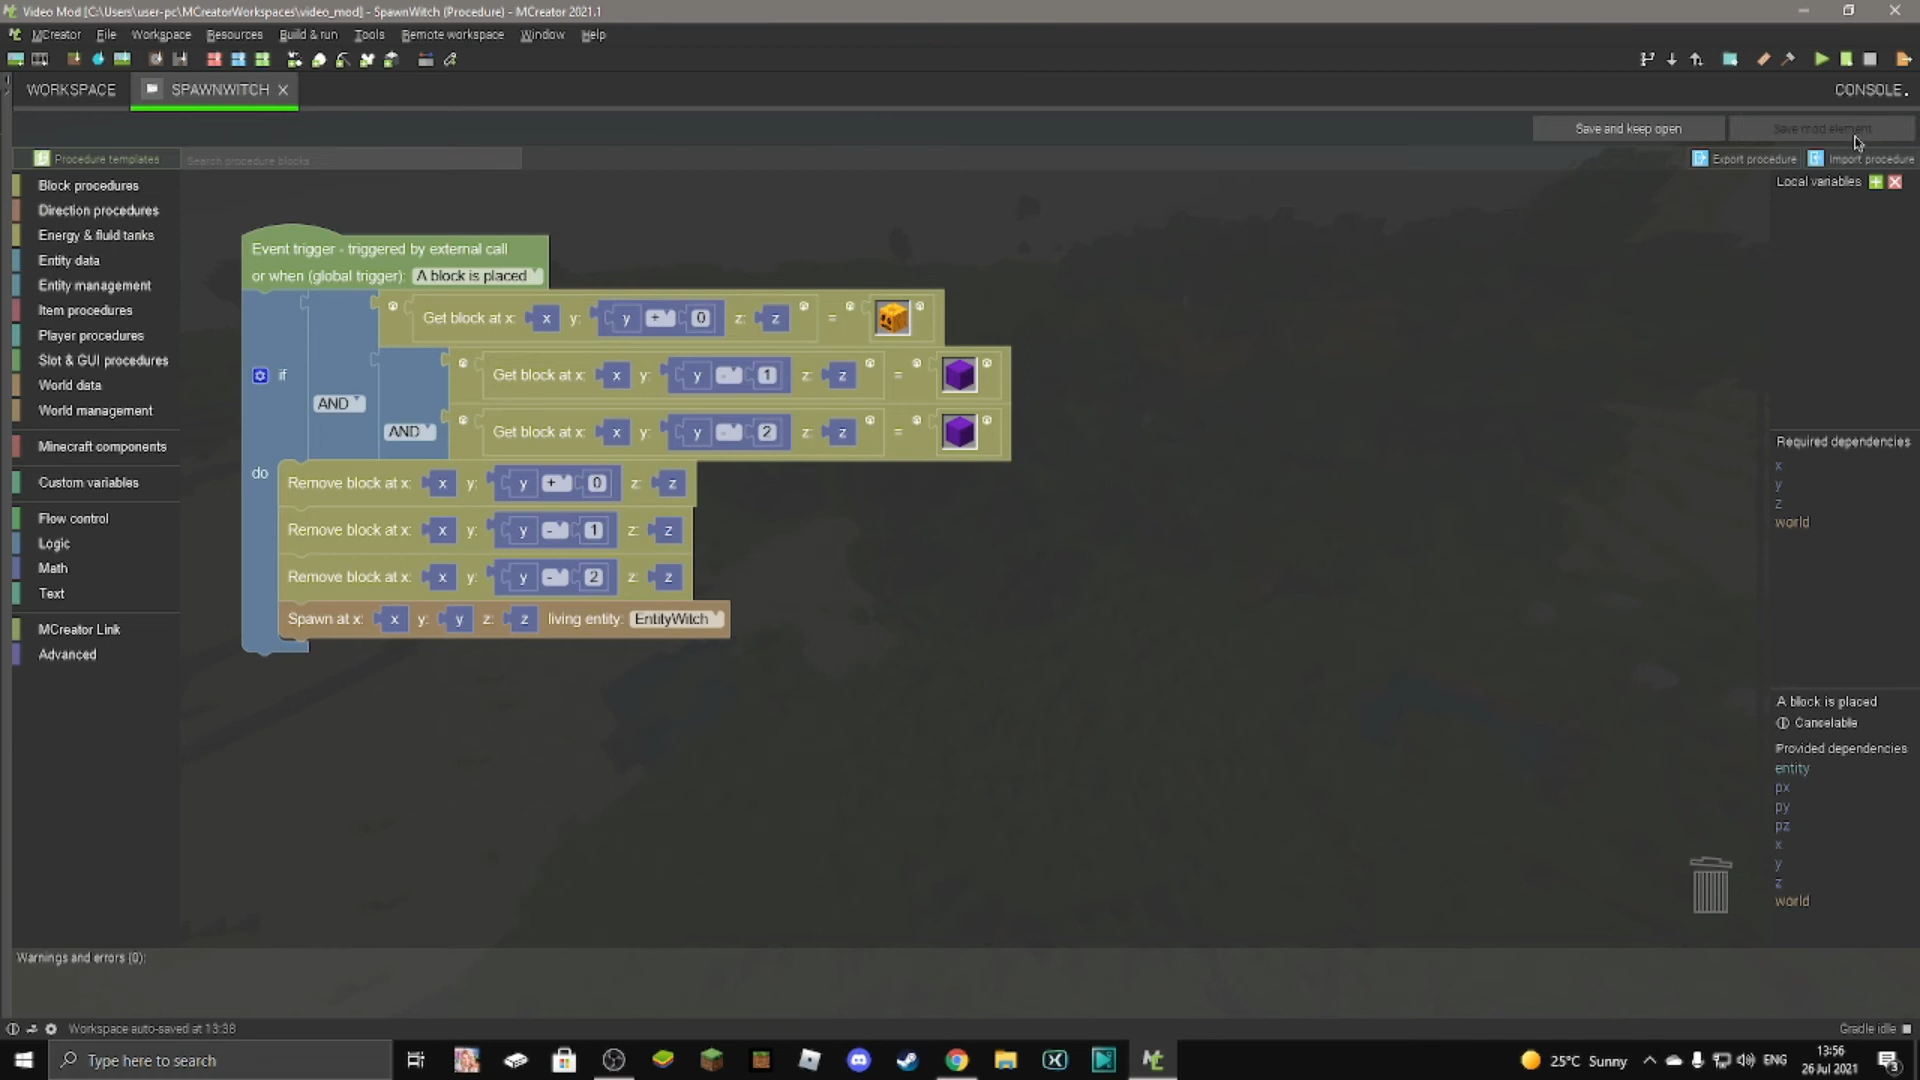 Video Mod [C:\Users\user-pc\MCreatorWorkspaces\video_mod] - SpawnWitch (Procedure) - MCreator 2021.1
MCreator File Workspace Resources Build & run Tools Remote workspace Window Help
WORKSPACE SPAWNWITCH CONSOLE
Save and keep open Save mod element
Procedure templates Search procedure blocks Export procedure Import procedure
Local variables
Block procedures
Direction procedures
Energy & fluid tanks
Entity data
Entity management
Item procedures
Player procedures
Slot & GUI procedures
World data
World management
Minecraft components
Custom variables
Flow control
Logic
Math
Text
MCreator Link
Advanced
Event trigger - triggered by external call
or when (global trigger): A block is placed
Get block at x: x y: y + 0 z: z =
if Get block at x: x y: y - 1 z: z =
AND
AND Get block at x: x y: y - 2 z: z =
do
Remove block at x: x y: y + 0 z: z
Remove block at x: x y: y - 1 z: z
Remove block at x: x y: y - 2 z: z
Spawn at x: x y: y z: z living entity: EntityWitch
Required dependencies
x
y
z
world
A block is placed
Cancelable
Provided dependencies
entity
px
py
pz
x
y
z
world
Warnings and errors (0):
Workspace auto-saved at 13:38 Gradle idle
Type here to search 25°C Sunny ENG
13:56
26 Jul 2021
3